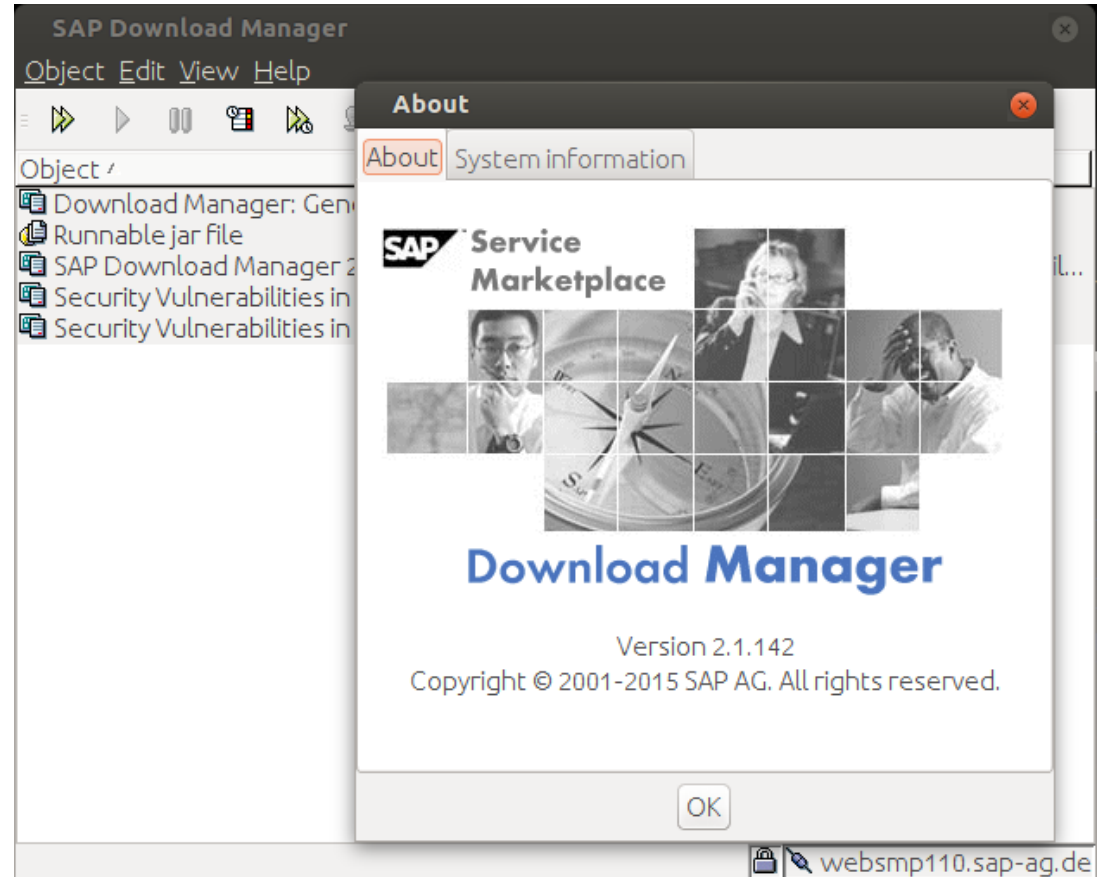 SAP Download Manager
Object Edit View Help
About
About System information
Object
Download Manager: Gen
Runnable jar file
SAP Download Manager 2
il...
Security Vulnerabilities in
Security Vulnerabilities in
SAP Service
Marketplace
Download Manager
Version 2.1.142
Copyright © 2001-2015 SAP AG. All rights reserved.
OK
websmp110.sap-ag.de